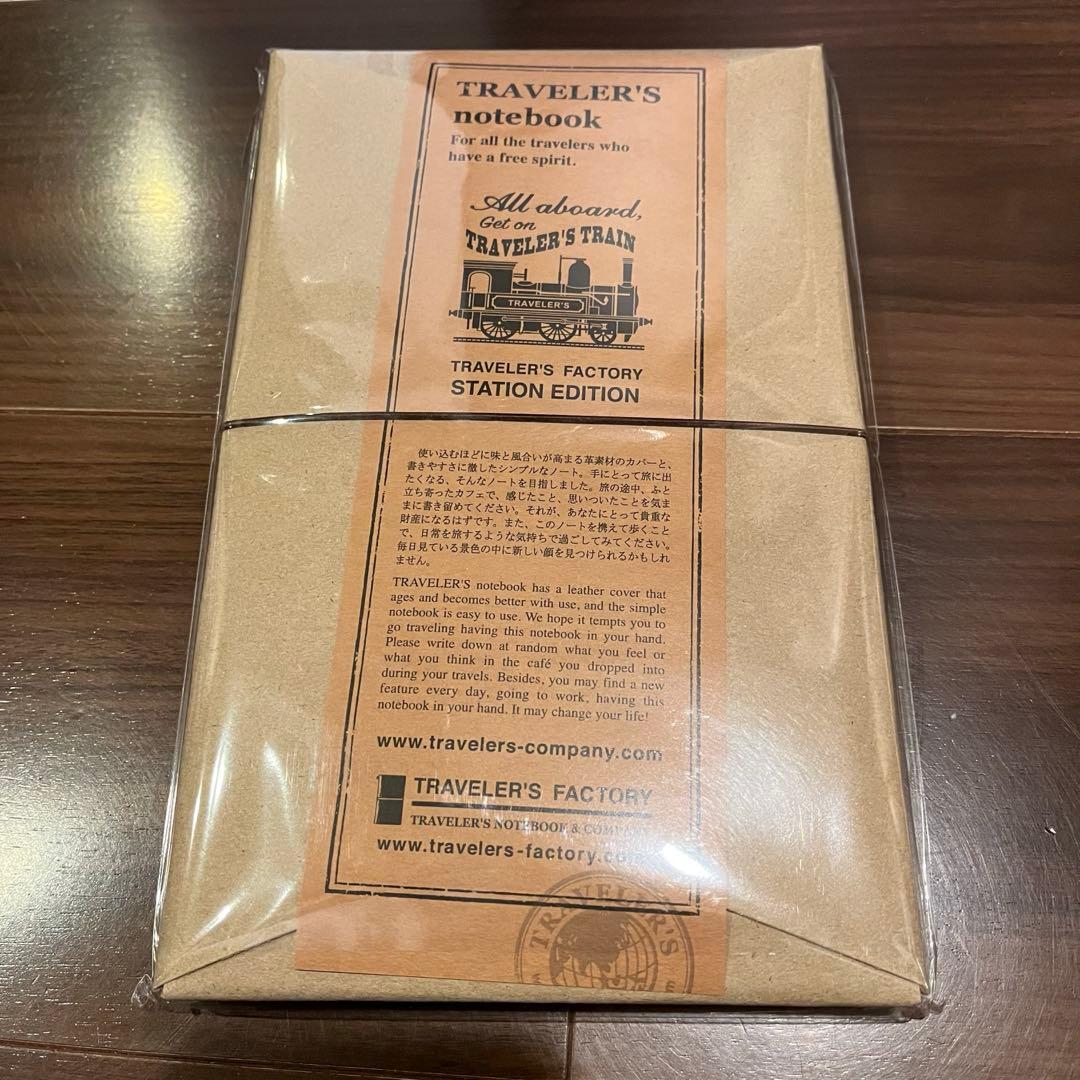 TRAVELER'S
notebook
For all the travelers who
have a free spirit.
All aboard,
Get on
TRAVELER'S TRAIN
TRAVELER'S
TRAVELER'S FACTORY
STATION EDITION
使い込むほどに味と風合いが高まる革素材のカバーと、
書きやすさに徹したシンプルなノート。手にとって旅に出
たくなる、そんなノートを目指しました。旅の途中、ふと
立ち寄ったカフェで、感じたこと、思いついたことを気ま
まに書き留めてください。それが、あなたにとって貴重な
財産になるはずです。また、このノートを携えて歩くこと
で、日常を旅するような気持ちで過ごしてみてください。
毎日見ている景色の中に新しい顔を見つけられるかもしれ
ません。
TRAVELER'S notebook has a leather cover that
ages and becomes better with use, and the simple
notebook is easy to use. We hope it tempts you to
go traveling having this notebook in your hand.
Please write down at random what you feel or
what you think in the café you dropped into
during your travels. Besides, you may find a new
feature every day, going to work, having this
notebook in your hand. It may change your life!
www.travelers-company.com
TRAVELER'S FACTORY
TRAVELER'S NOTEBOOK & COMPANY
www.travelers-factory.com
TRAVELER'S